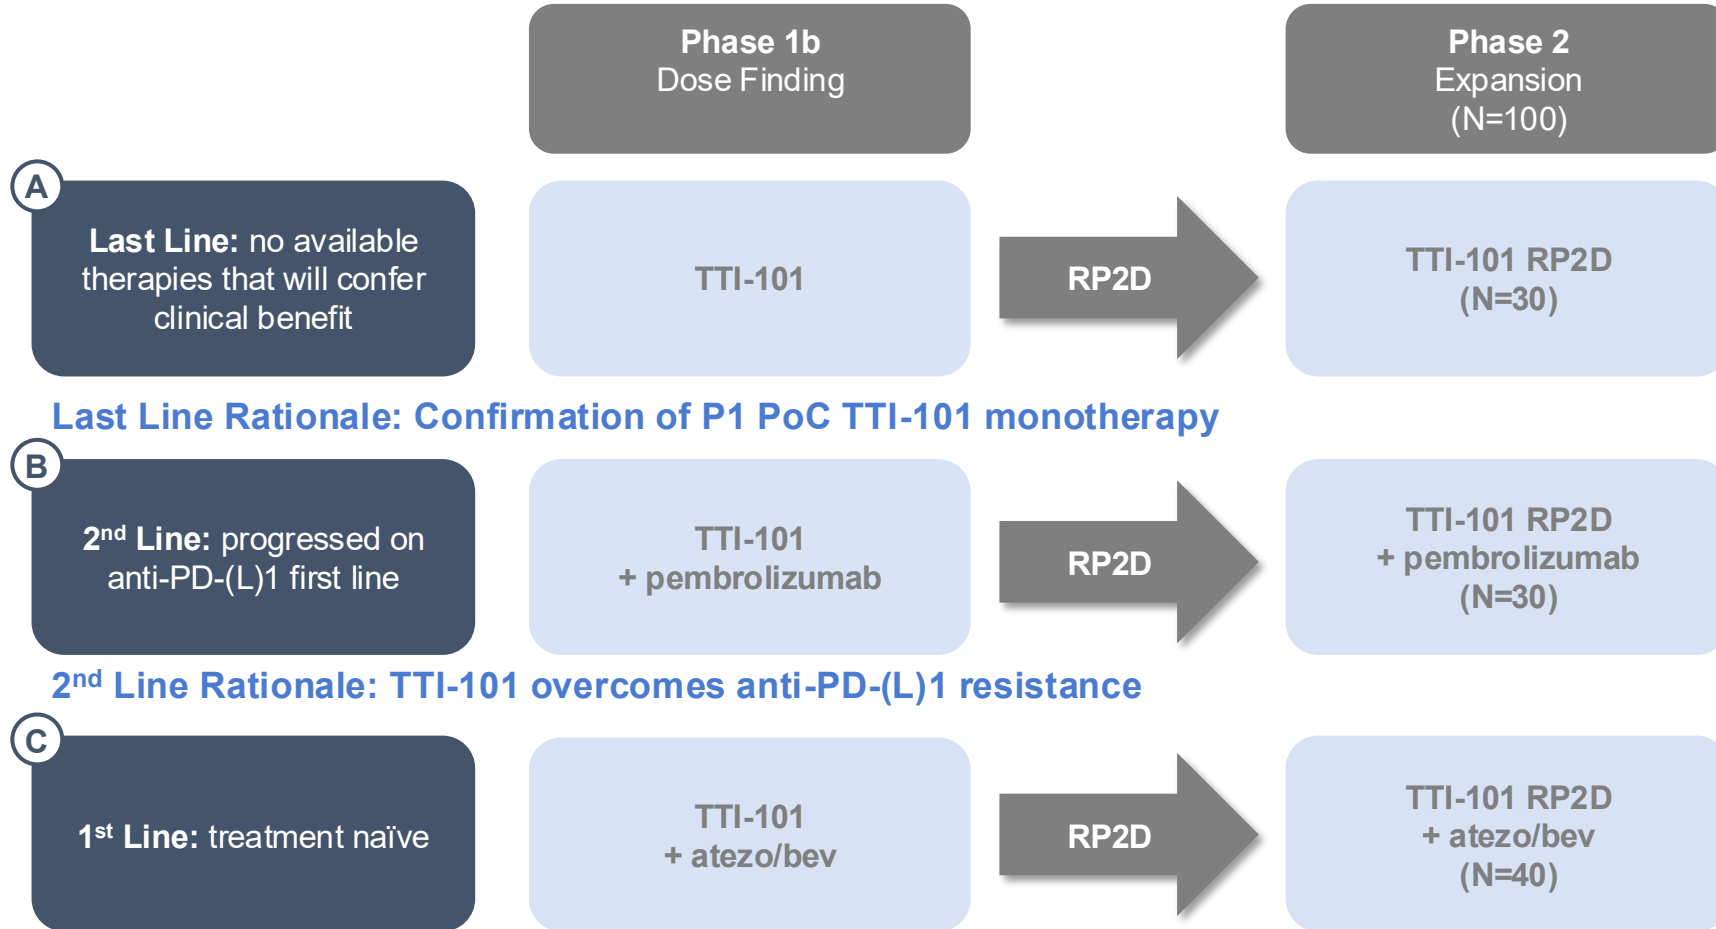 Phase 1b
Dose Finding
Phase 2
Expansion
(N=100)
A
Last Line: no available
therapies that will confer
clinical benefit
TTI-101
RP2D
TTI-101 RP2D
(N=30)
Last Line Rationale: Confirmation of P1 PoC TTI-101 monotherapy
B
2nd Line: progressed on
anti-PD-(L)1 first line
TTI-101
+ pembrolizumab
RP2D
TTI-101 RP2D
+ pembrolizumab
(N=30)
2nd Line Rationale: TTI-101 overcomes anti-PD-(L)1 resistance
C
1st Line: treatment naïve
TTI-101
+ atezo/bev
RP2D
TTI-101 RP2D
+ atezo/bev
(N=40)